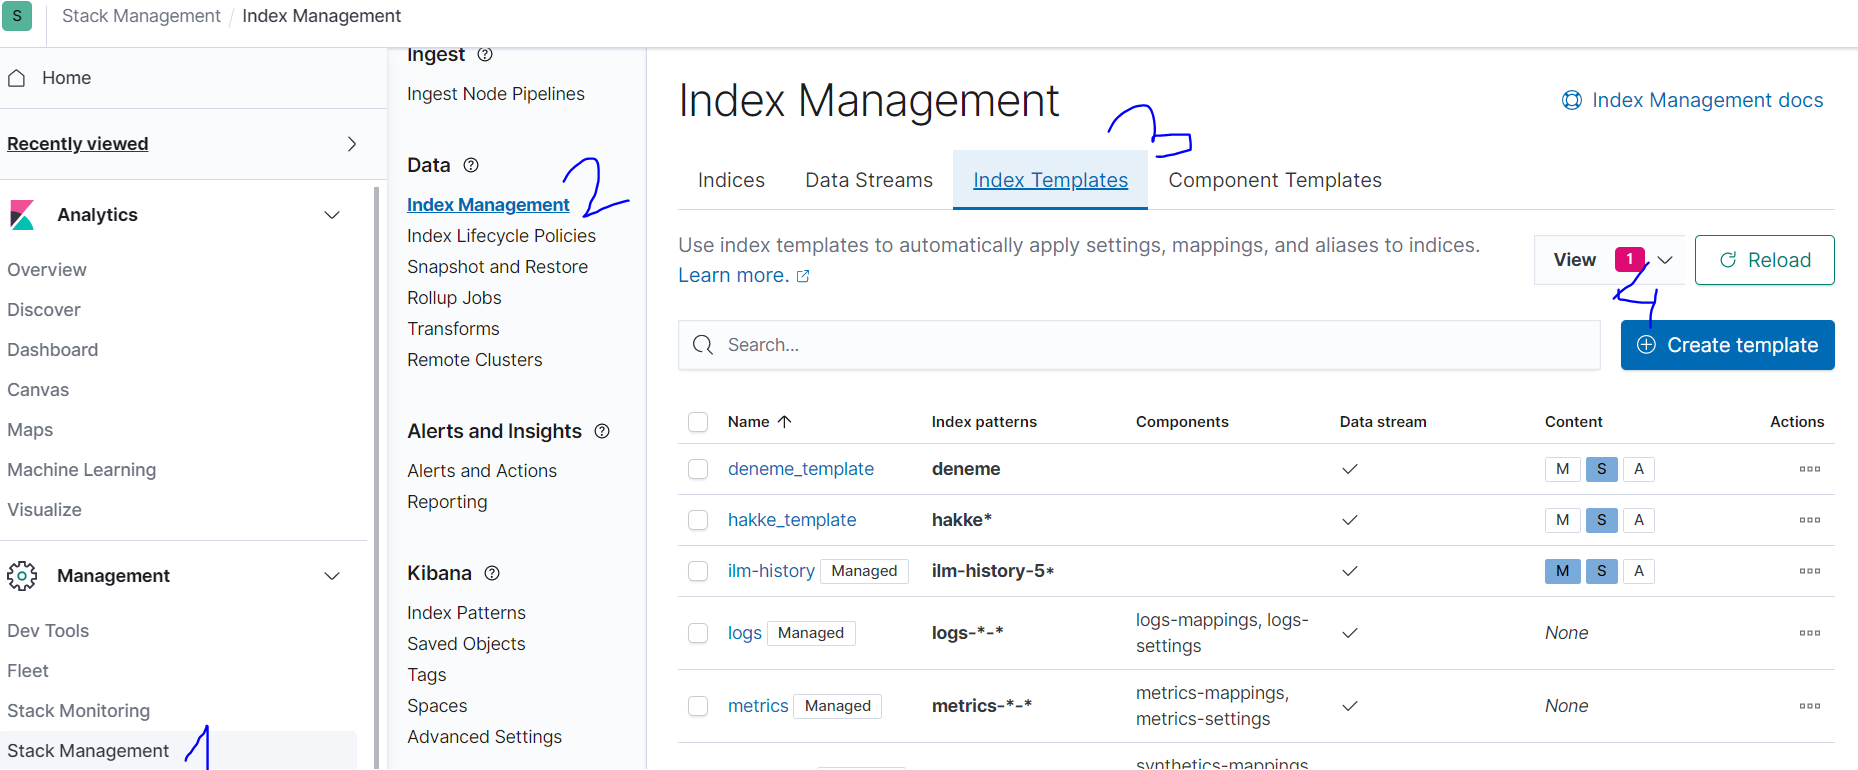 S Stack Management / Index Management
Home
Recently viewed
Analytics
Overview
Discover
Dashboard
Canvas
Maps
Machine Learning
Visualize
Management
Dev Tools
Fleet
Stack Monitoring
Stack Management 1
Ingest
Ingest Node Pipelines
Data
Index Management 2
Index Lifecycle Policies
Snapshot and Restore
Rollup Jobs
Transforms
Remote Clusters
Alerts and Insights
Alerts and Actions
Reporting
Kibana
Index Patterns
Saved Objects
Tags
Spaces
Advanced Settings
Index Management
Index Management docs
3
Indices Data Streams Index Templates Component Templates
Use index templates to automatically apply settings, mappings, and aliases to indices.
Learn more.
View 1 Reload
4
Search...
Create template
Name Index patterns Components Data stream Content Actions
deneme_template deneme M S A
hakke_template hakke* M S A
ilm-history Managed ilm-history-5* M S A
logs Managed logs-*-* logs-mappings, logs-
settings None
metrics Managed metrics-*-* metrics-mappings,
metrics-settings None
synthetics-mappings